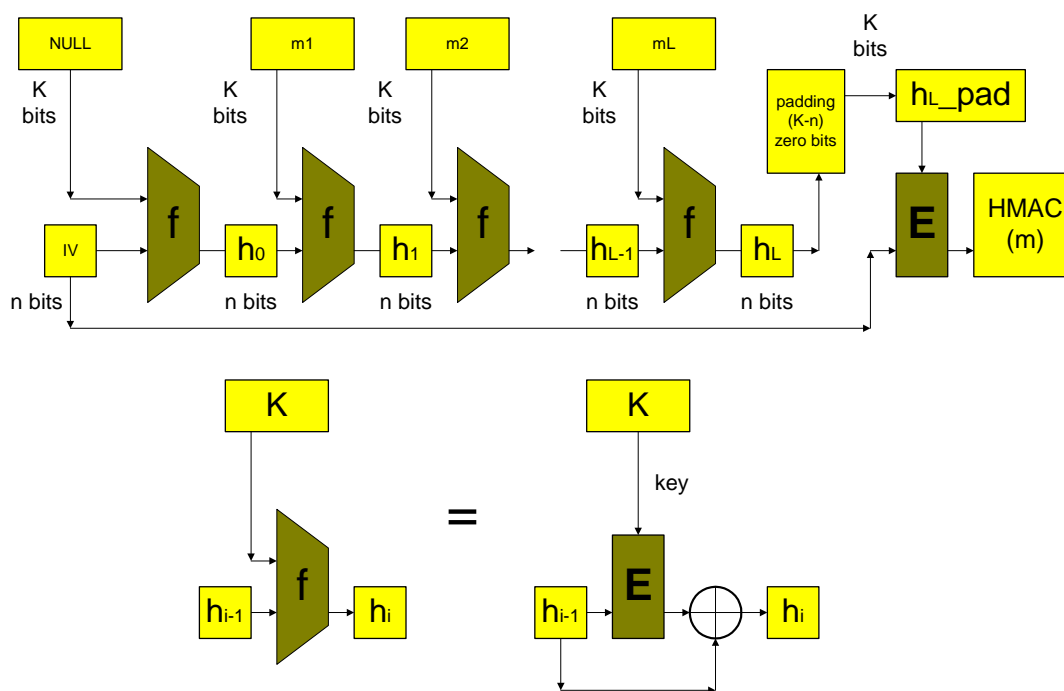 NULL
m1
m2
mL
K
bits
K
bits
K
bits
K
bits
padding
(K-n)
zero bits
K
bits
hL_pad
IV
f
h0
f
h1
f
hL-1
f
hL
E
HMAC
(m)
n bits
n bits
n bits
n bits
n bits
K
K
key
=
hi-1
f
hi
hi-1
E
hi